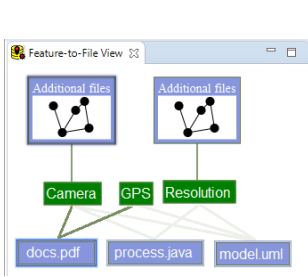 Feature-to-File View
Additional files Additional files
Camera GPS Resolution
docs.pdf process.java model.uml